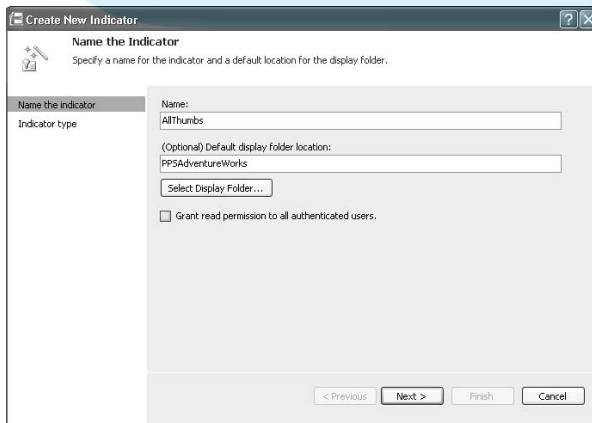 Create New Indicator
Name the Indicator
Specify a name for the indicator and a default location for the display folder.
Name the indicator
Indicator type
Name:
AllThumbs
(Optional) Default display folder location:
PPSAdventureWorks
Select Display Folder...
Grant read permission to all authenticated users.
< Previous
Next >
Finish
Cancel